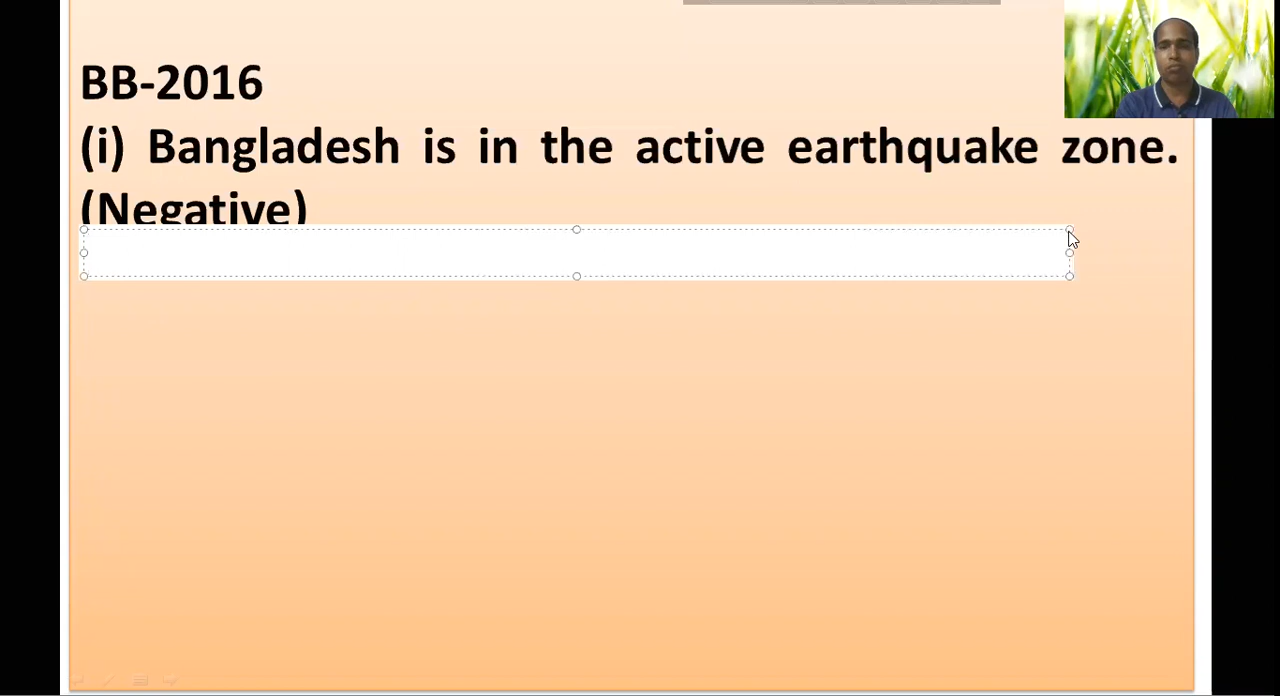 BB-2016
(i) Bangladesh is in the active earthquake zone.
(Negative)